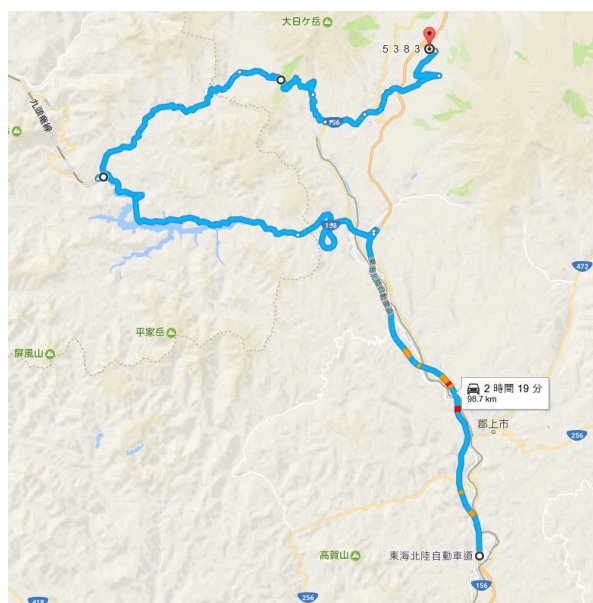 大日ケ岳
5383
156
九頭竜線
岳
158
東海北陸自動車道
472
平家岳
屏風山
2 時間 19 分
98.7 km
郡上市
256
高賀山
東海北陸自動車道
156
256
418